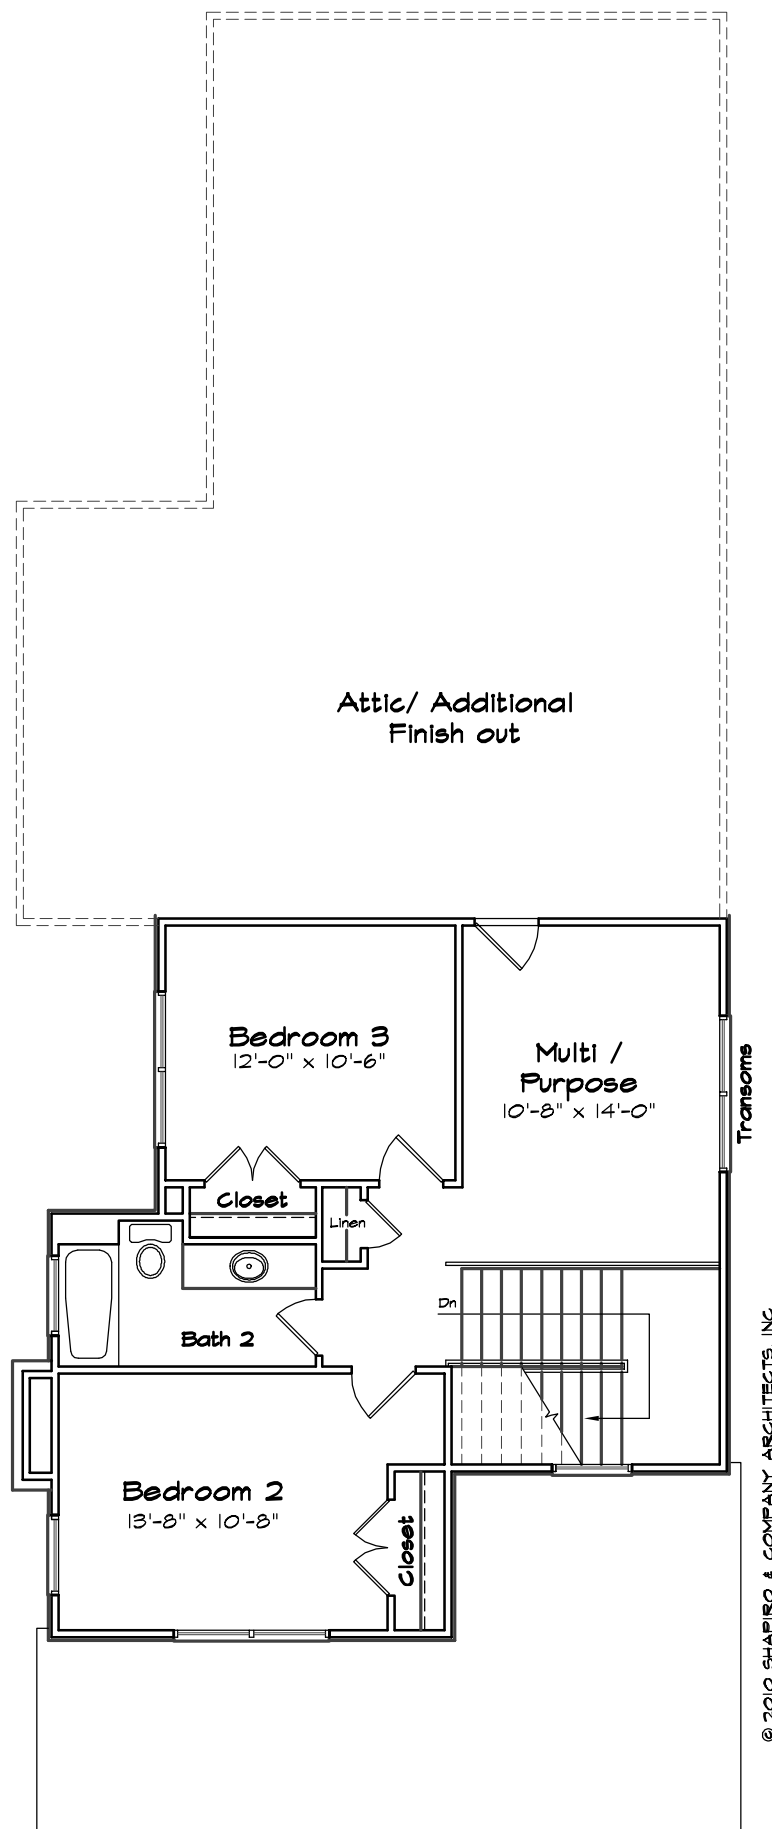 Attic/ Additional
Finish out
Bedroom 3
12'-0" x 10'-6"
Multi /
Purpose
10'-8" x 14'-0"
Transoms
Closet
Linen
Dn
Bath 2
Bedroom 2
13'-8" x 10'-8"
Closet
© 2010 SHAPIRO & COMPANY ARCHITECTS, INC.